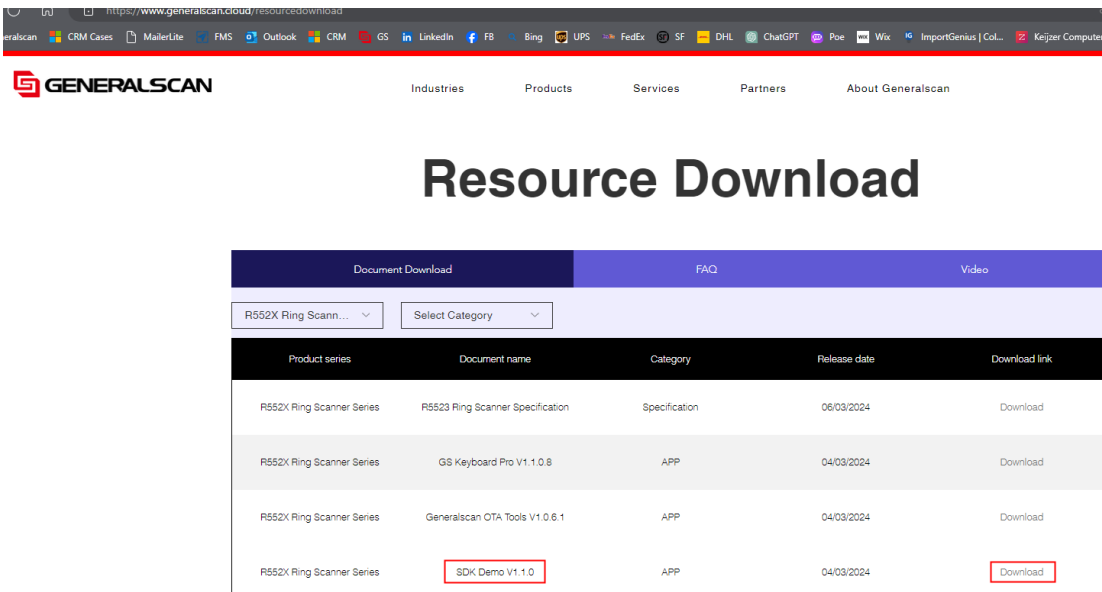 https://www.generalscan.cloud/resourcedownload
eralscan CRM Cases MailerLite FMS Outlook CRM GS LinkedIn FB Bing UPS FedEx SF DHL ChatGPT Poe Wix ImportGenius | Col... Keijzer Computer
GENERALSCAN
Industries Products Services Partners About Generalscan
Resource Download
Document Download FAQ Video
R552X Ring Scann... Select Category
Product series Document name Category Release date Download link
R552X Ring Scanner Series R5523 Ring Scanner Specification Specification 06/03/2024 Download
R552X Ring Scanner Series GS Keyboard Pro V1.1.0.8 APP 04/03/2024 Download
R552X Ring Scanner Series Generalscan OTA Tools V1.0.6.1 APP 04/03/2024 Download
R552X Ring Scanner Series SDK Demo V1.1.0 APP 04/03/2024 Download